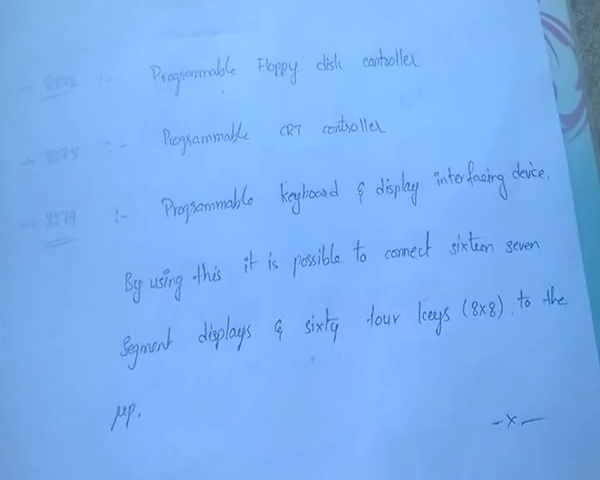 8272 :- Programmable Floppy disk controller
8275 :- Programmable CRT controller
8279 :- Programmable keyboard & display interfacing device.
By using this it is possible to connect sixteen seven
segment displays & sixty four keys (8x8) to the
μp.
-x-